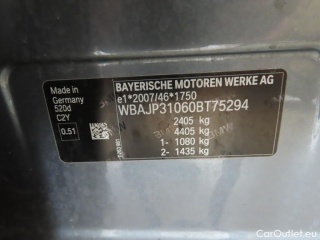 BAYERISCHE MOTOREN WERKE AG
e1*2007/46*1750
WBAJP31060BT75294
2405 kg
4405 kg
1- 1080 kg
2- 1435 kg
Made in
Germany
520d
C2Y
0.51
CarOutlet.eu